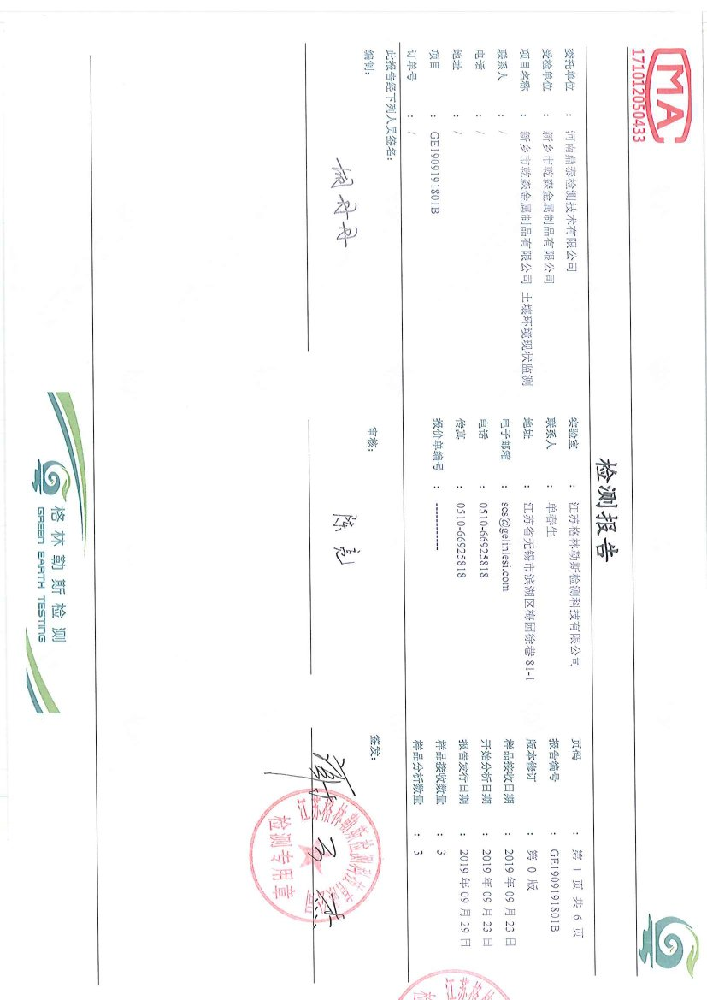 MA
171012050433
检测报告
委托单位 : 河南鼎泰检测技术有限公司
受检单位 : 新乡市乾森金属制品有限公司
项目名称 : 新乡市乾森金属制品有限公司 土壤环境现状监测
联系人 : /
电话 : /
地址 : /
项目 : GE1909191801B
订单号 : /
实验室 : 江苏格林勒斯检测科技有限公司
联系人 : 单春生
地址 : 江苏省无锡市滨湖区梅园徐巷 81-1
电子邮箱 : scs@gelinlesi.com
电话 : 0510-66925818
传真 : 0510-66925818
报价单编号 : -----------
页码 : 第 1 页 共 6 页
报告编号 : GE1909191801B
版本修订 : 第 0 版
样品接收日期 : 2019 年 09 月 23 日
开始分析日期 : 2019 年 09 月 23 日
报告发行日期 : 2019 年 09 月 29 日
样品接收数量 : 3
样品分析数量 : 3
此报告经下列人员签名:
编制:
审核:
签发:
陈亮
江苏格林勒斯检测科技有限公司
检测专用章
江苏格
格林勒斯检测
GREEN EARTH TESTING